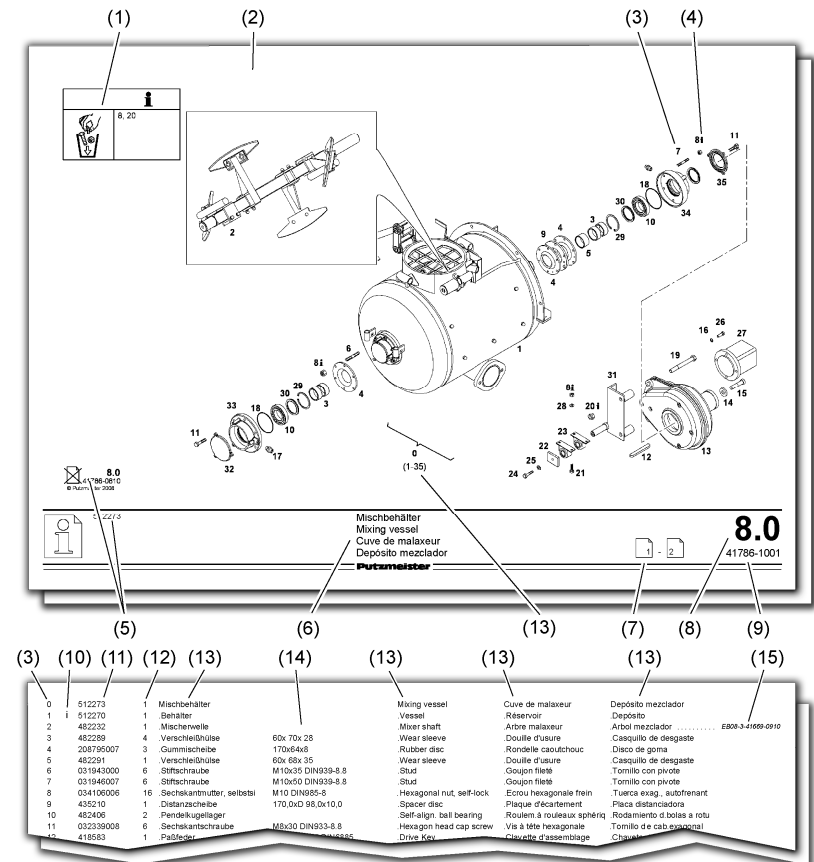 (1)
(2)
(3)
(4)
8, 20
7
8 i
11
35
18
34
30
3
4
9
29
10
5
4
2
26
16
27
19
6
1
8 i
31
14
15
29
30
3
4
18
33
10
28
20 i
23
22
25
12
13
11
17
32
0
(1-35)
24
21
8.0
41786-0810
© Putzmeister 2008
512273
Mischbehälter
Mixing vessel
Cuve de malaxeur
Depósito mezclador
Putzmeister
1 - 2
8.0
41786-1001
(5)
(6)
(13)
(7)
(8)
(9)
(3) (10) (11) (12) (13) (14) (13) (13) (13) (15)
0 512273 1 Mischbehälter Mixing vessel Cuve de malaxeur Depósito mezclador
1 i 512270 1 .Behälter .Vessel .Réservoir .Depósito
2 482232 1 .Mischerwelle .Mixer shaft .Arbre malaxeur .Arbol mezclador .......... EB08-3-41669-0910
3 482289 4 .Verschleißhülse 60x 70x 28 .Wear sleeve .Douille d'usure .Casquillo de desgaste
4 208795007 3 .Gummischeibe 170x64x8 .Rubber disc .Rondelle caoutchouc .Disco de goma
5 482291 1 .Verschleißhülse 60x 68x 35 .Wear sleeve .Douille d'usure .Casquillo de desgaste
6 031943000 6 .Stiftschraube M10x35 DIN939-8.8 .Stud .Goujon fileté .Tornillo con pivote
7 031946007 6 .Stiftschraube M10x50 DIN939-8.8 .Stud .Goujon fileté .Tornillo con pivote
8 034106006 16 .Sechskantmutter, selbstsi M10 DIN985-8 .Hexagonal nut, self-lock .Ecrou hexagonale frein .Tuerca exag., autofrenant
9 435210 1 .Distanzscheibe 170,0xD 98,0x10,0 .Spacer disc .Plaque d'écartement .Placa distanciadora
10 482406 2 .Pendelkugellager .Self-align. ball bearing .Roulem.à rouleaux sphériq .Rodamiento d.bolas a rotu
11 032339008 6 .Sechskantschraube M8x30 DIN933-8.8 .Hexagon head cap screw .Vis à tête hexagonale .Tornillo de cab.exagonal
12 418583 1 .Paßfeder .Drive Key .Clavette d'assemblage